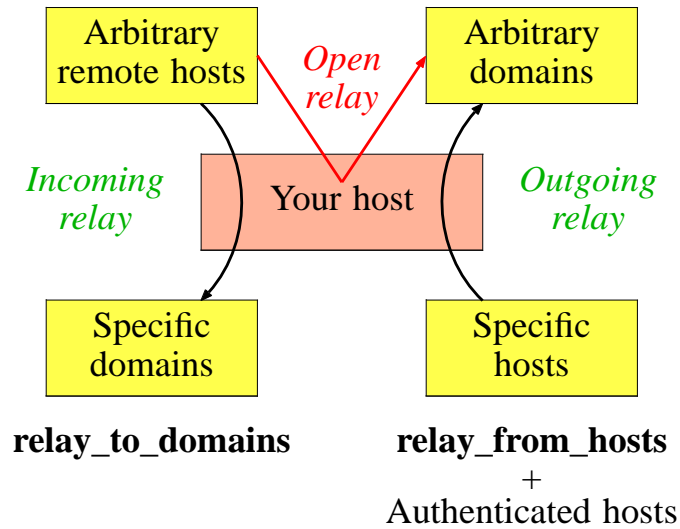 Arbitrary
remote hosts
Open
relay
Arbitrary
domains
Incoming
relay
Your host
Outgoing
relay
Specific
domains
Specific
hosts
relay_to_domains
relay_from_hosts
+
Authenticated hosts